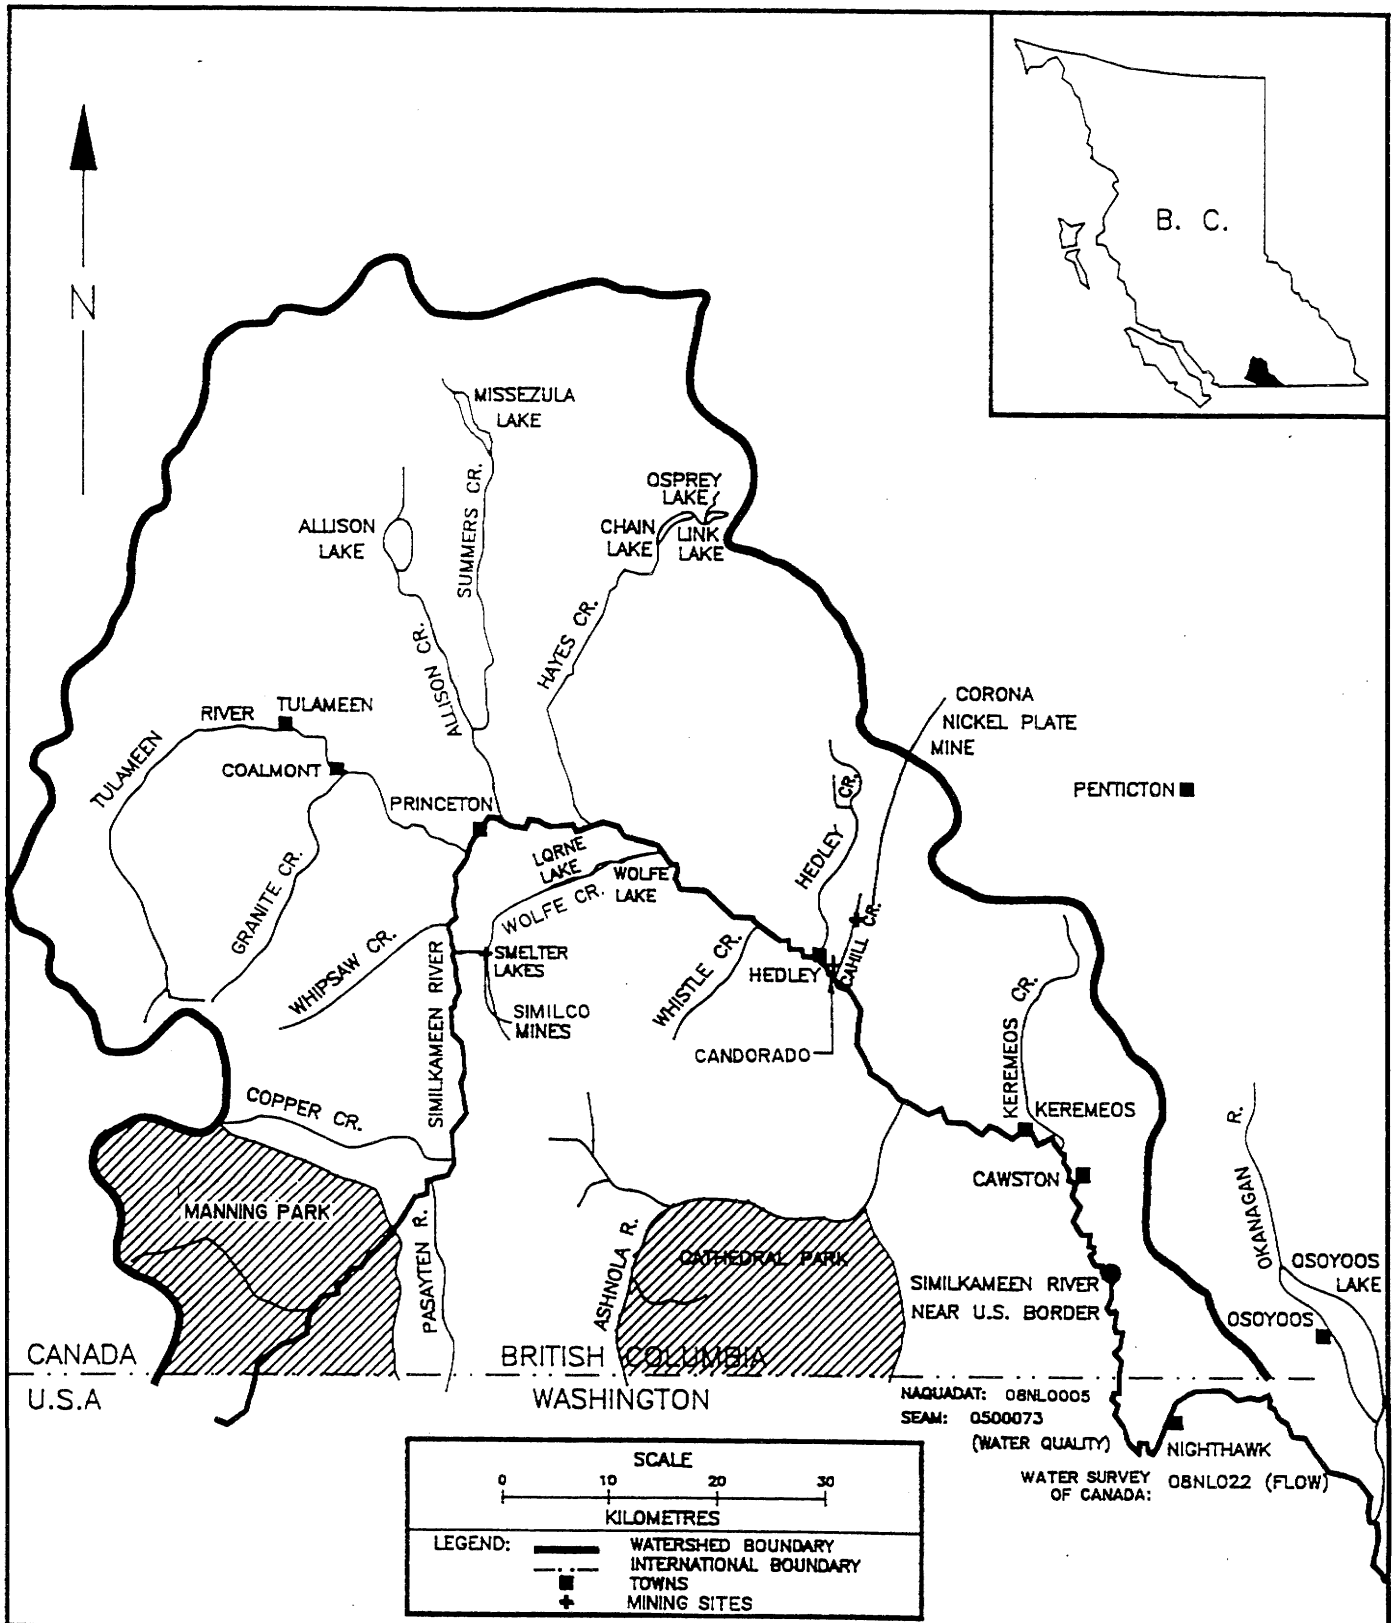 B. C.
N
MISSEZULA
LAKE
SUMMERS CR.
OSPREY
LAKE
ALLISON
LAKE
CHAIN
LAKE
LINK
LAKE
ALLISON CR.
HAYES CR.
CORONA
NICKEL PLATE
MINE
TULAMEEN
RIVER
TULAMEEN
COALMONT
PENTICTON
PRINCETON
HEDLEY
CR.
LORNE
LAKE
WOLFE
LAKE
WOLFE CR.
GRANITE CR.
WHIPSAW CR.
SIMILKAMEEN RIVER
SMELTER
LAKES
WHISTLE CR.
HEDLEY
CAHILL CR.
SIMILCO
MINES
CANDORADO
KEREMEOS
CR.
COPPER CR.
KEREMEOS
CAWSTON
MANNING PARK
PASAYTEN R.
ASHNOLA R.
CATHEDRAL PARK
OKANAGAN
R.
SIMILKAMEEN RIVER
NEAR U.S. BORDER
OSOYOOS
LAKE
OSOYOOS
CANADA
U.S.A
BRITISH COLUMBIA
WASHINGTON
NAQUADAT: 08NL0005
SEAM: 0500073
(WATER QUALITY)
NIGHTHAWK
WATER SURVEY
OF CANADA:
08NL022 (FLOW)
SCALE
0 10 20 30
KILOMETRES
LEGEND:
WATERSHED BOUNDARY
INTERNATIONAL BOUNDARY
TOWNS
MINING SITES